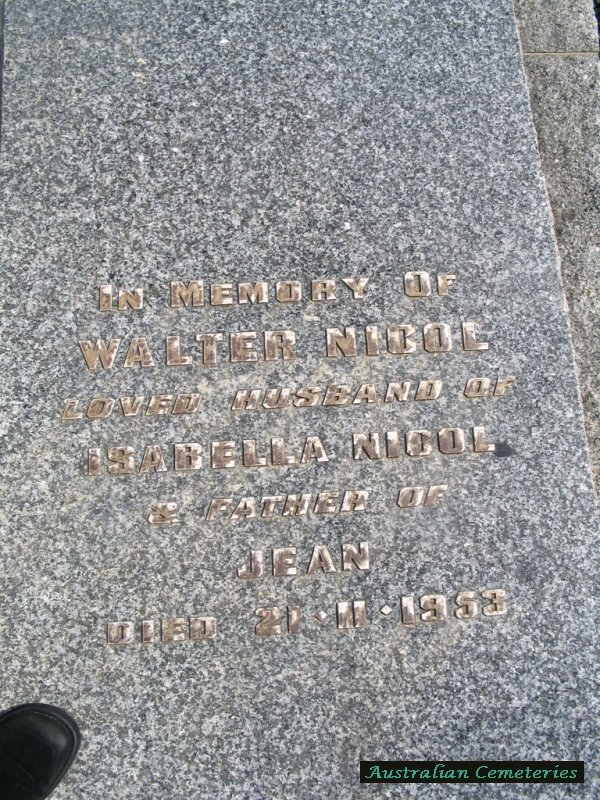 In Memory Of
WALTER NICOL
LOVED HUSBAND OF
ISABELLA NICOL
& FATHER OF
JEAN
DIED 21·11·1953
Australian Cemeteries